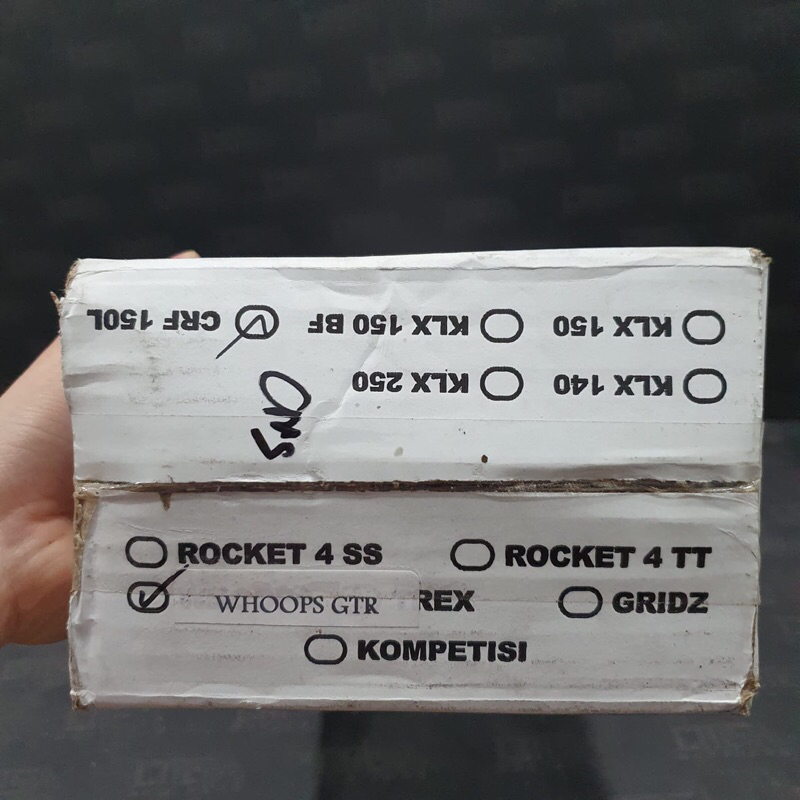 KLX 140 KLX 250
KLX 150 KLX 150 BF CRF 150L
ROCKET 4 SS ROCKET 4 TT
WHOOPS GTR REX GRIDZ
KOMPETISI